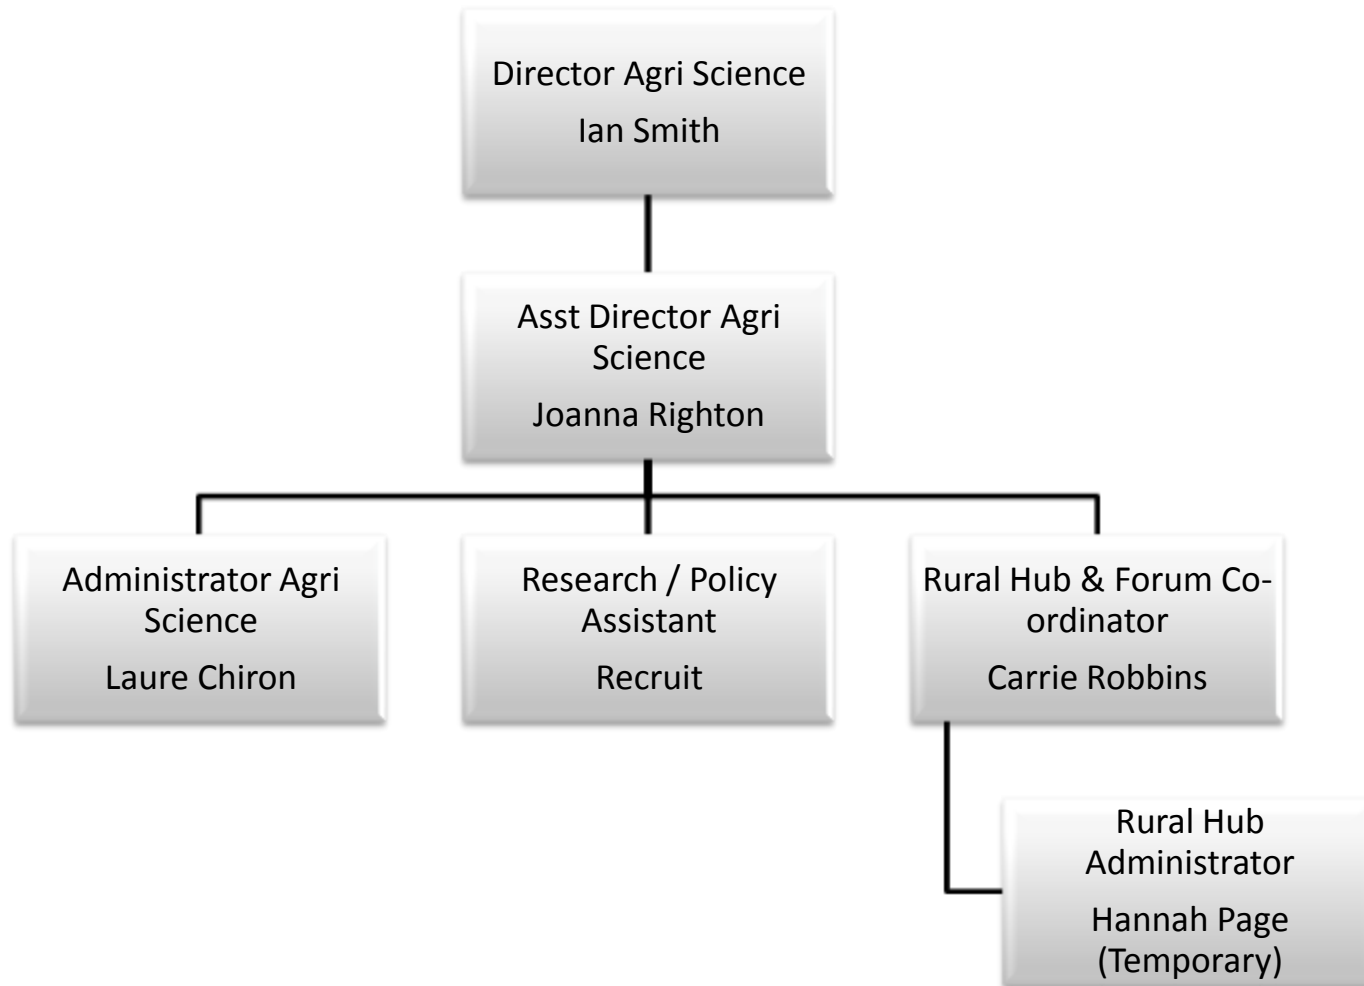 Director Agri Science
Ian Smith
Asst Director Agri
Science
Joanna Righton
Administrator Agri
Science
Laure Chiron
Research / Policy
Assistant
Recruit
Rural Hub & Forum Co-
ordinator
Carrie Robbins
Rural Hub
Administrator
Hannah Page
(Temporary)